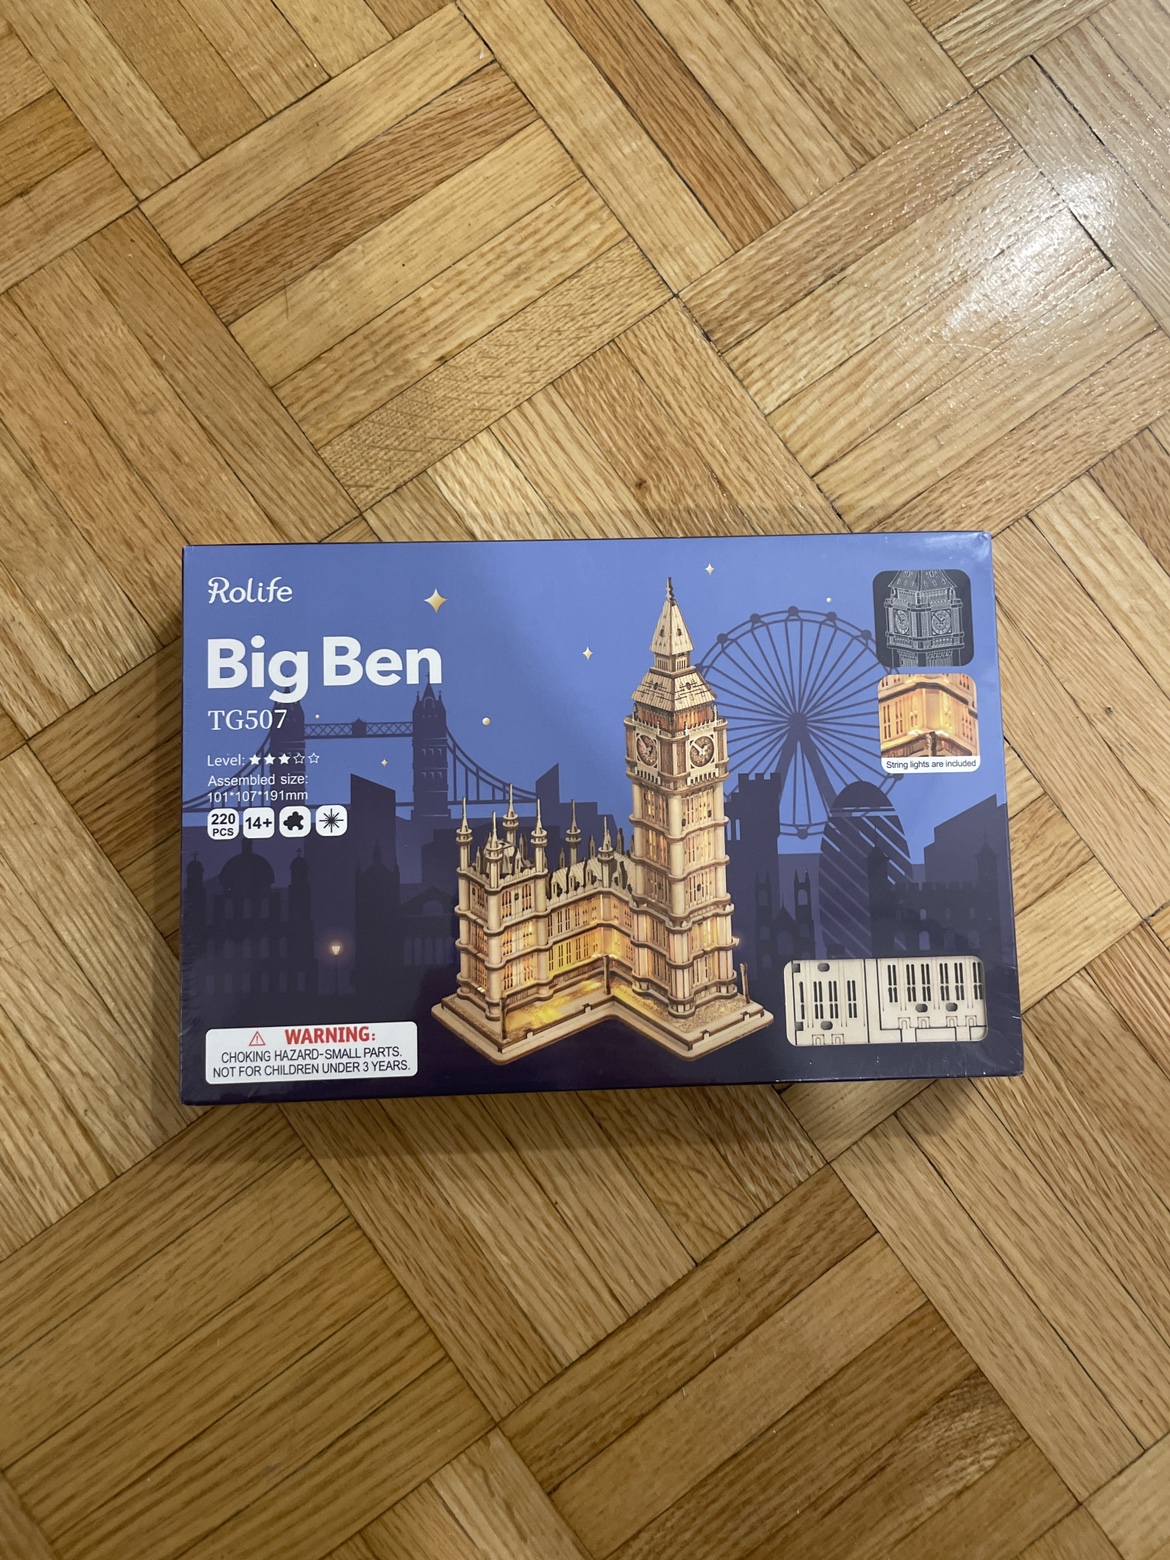 Rolife
Big Ben
TG507
Level: ★★★☆☆
Assembled size:
101*107*191mm
220
PCS
14+
String lights are included
⚠ WARNING:
CHOKING HAZARD-SMALL PARTS.
NOT FOR CHILDREN UNDER 3 YEARS.